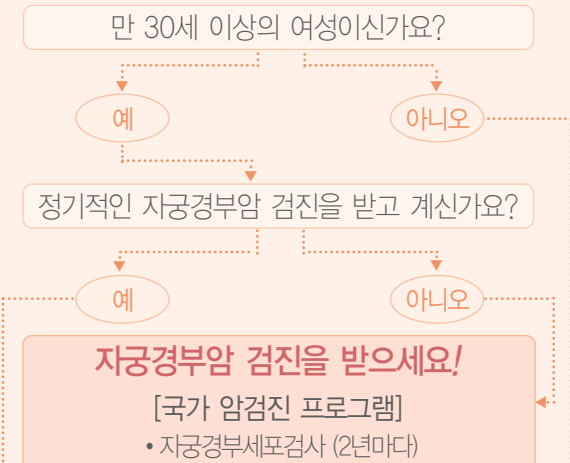 만 30세 이상의 여성이신가요?
예
아니오
정기적인 자궁경부암 검진을 받고 계신가요?
예
아니오
자궁경부암 검진을 받으세요!
[국가 암검진 프로그램]
• 자궁경부세포검사 (2년마다)